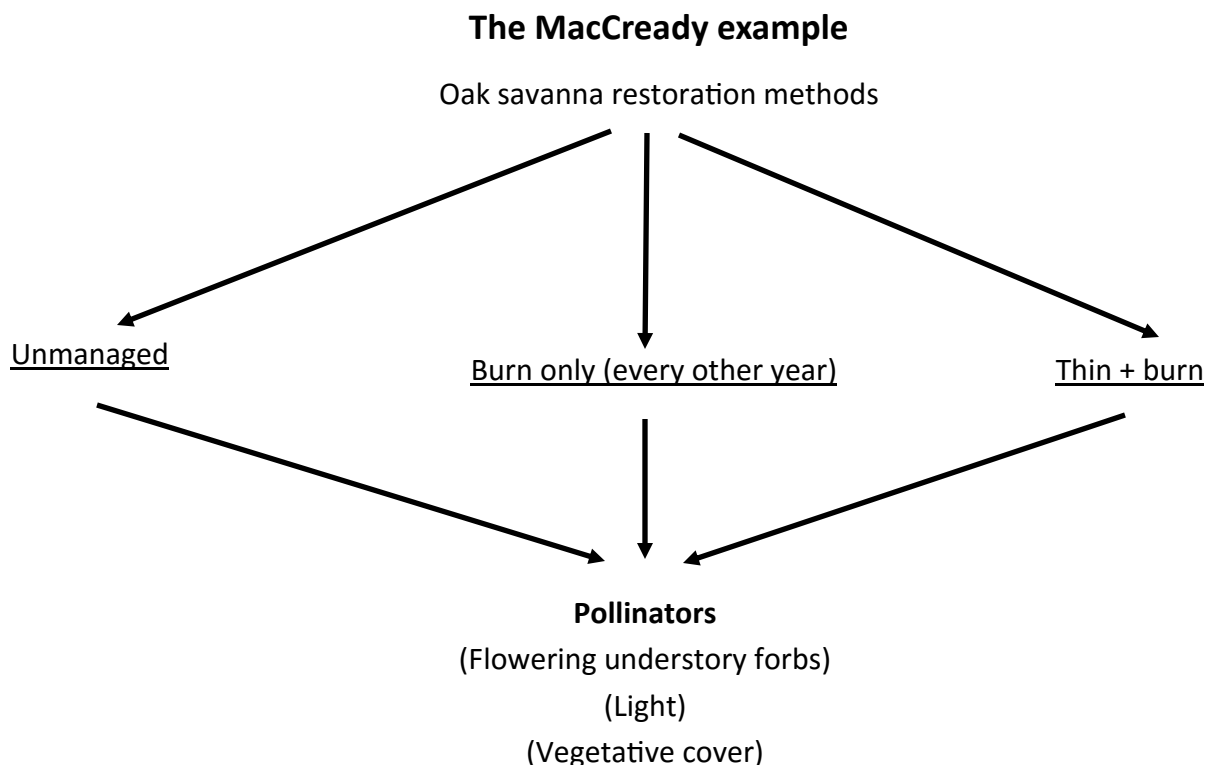 The MacCready example
Oak savanna restoration methods
Unmanaged
Burn only (every other year)
Thin + burn
Pollinators
(Flowering understory forbs)
(Light)
(Vegetative cover)